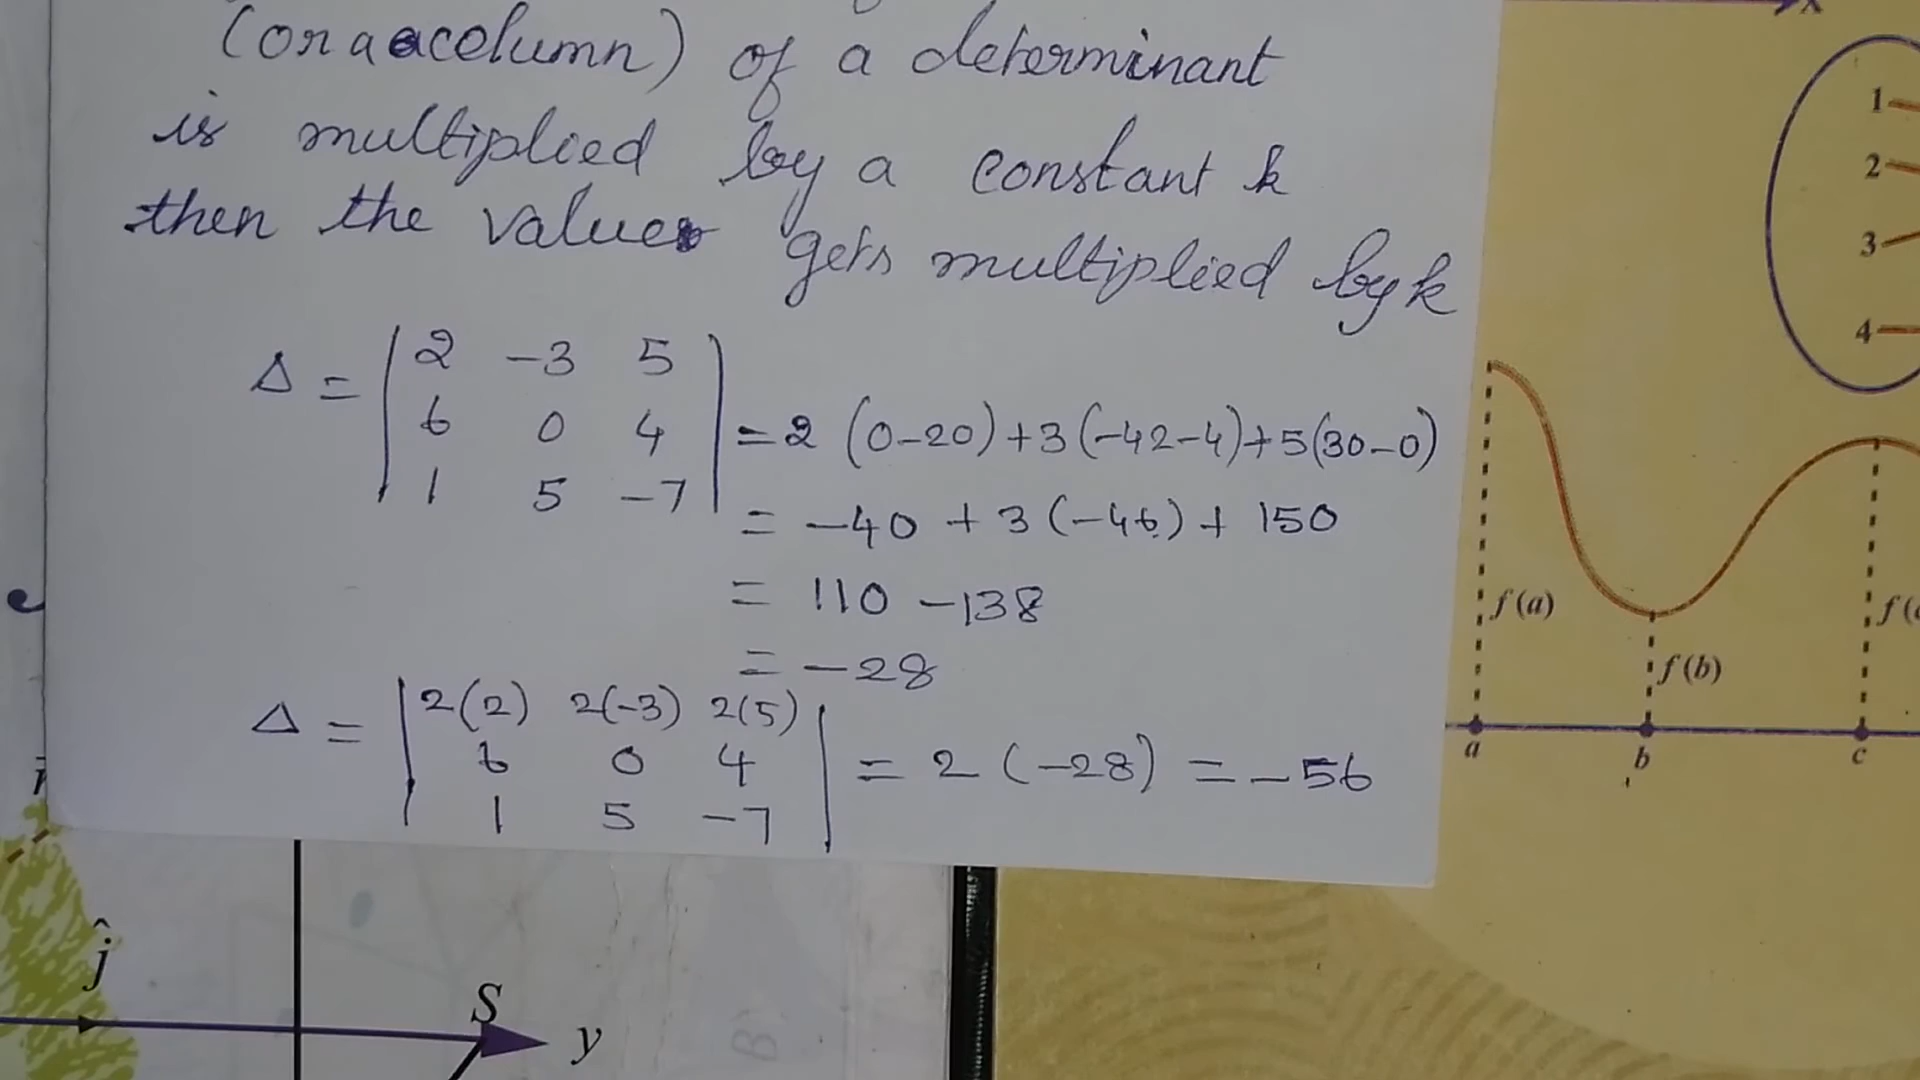 (or a a column) of a determinant
is multiplied by a constant k
then the values gets multiplied by k
Δ = | 2 -3 5 |
| 6 0 4 | = 2 (0-20) + 3 (-42-4) + 5(30-0)
| 1 5 -7 |
= -40 + 3 (-46) + 150
= 110 - 138
= -28
Δ = | 2(2) 2(-3) 2(5) |
| 6 0 4 | = 2 (-28) = -56
| 1 5 -7 |
x
1
2
3
4
f(a)
f(b)
a
b
c
ĵ
S
y